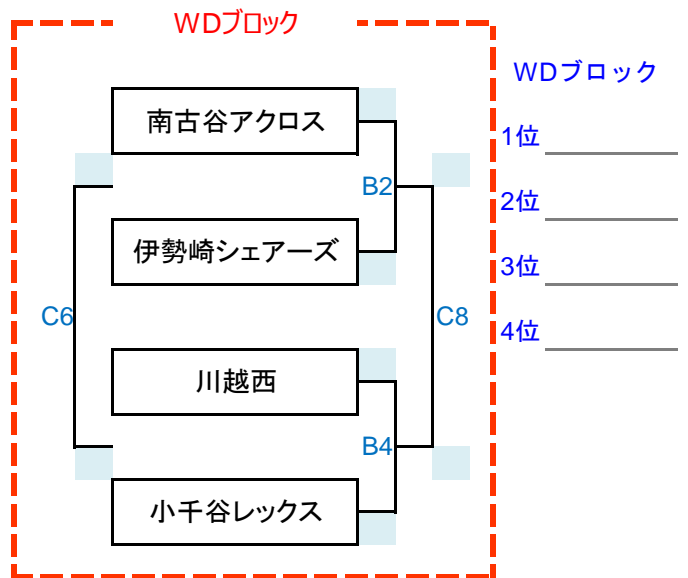 WDブロック
WDブロック
南古谷アクロス
1位
B2
2位
伊勢崎シェアーズ
3位
C6
C8
4位
川越西
B4
小千谷レックス